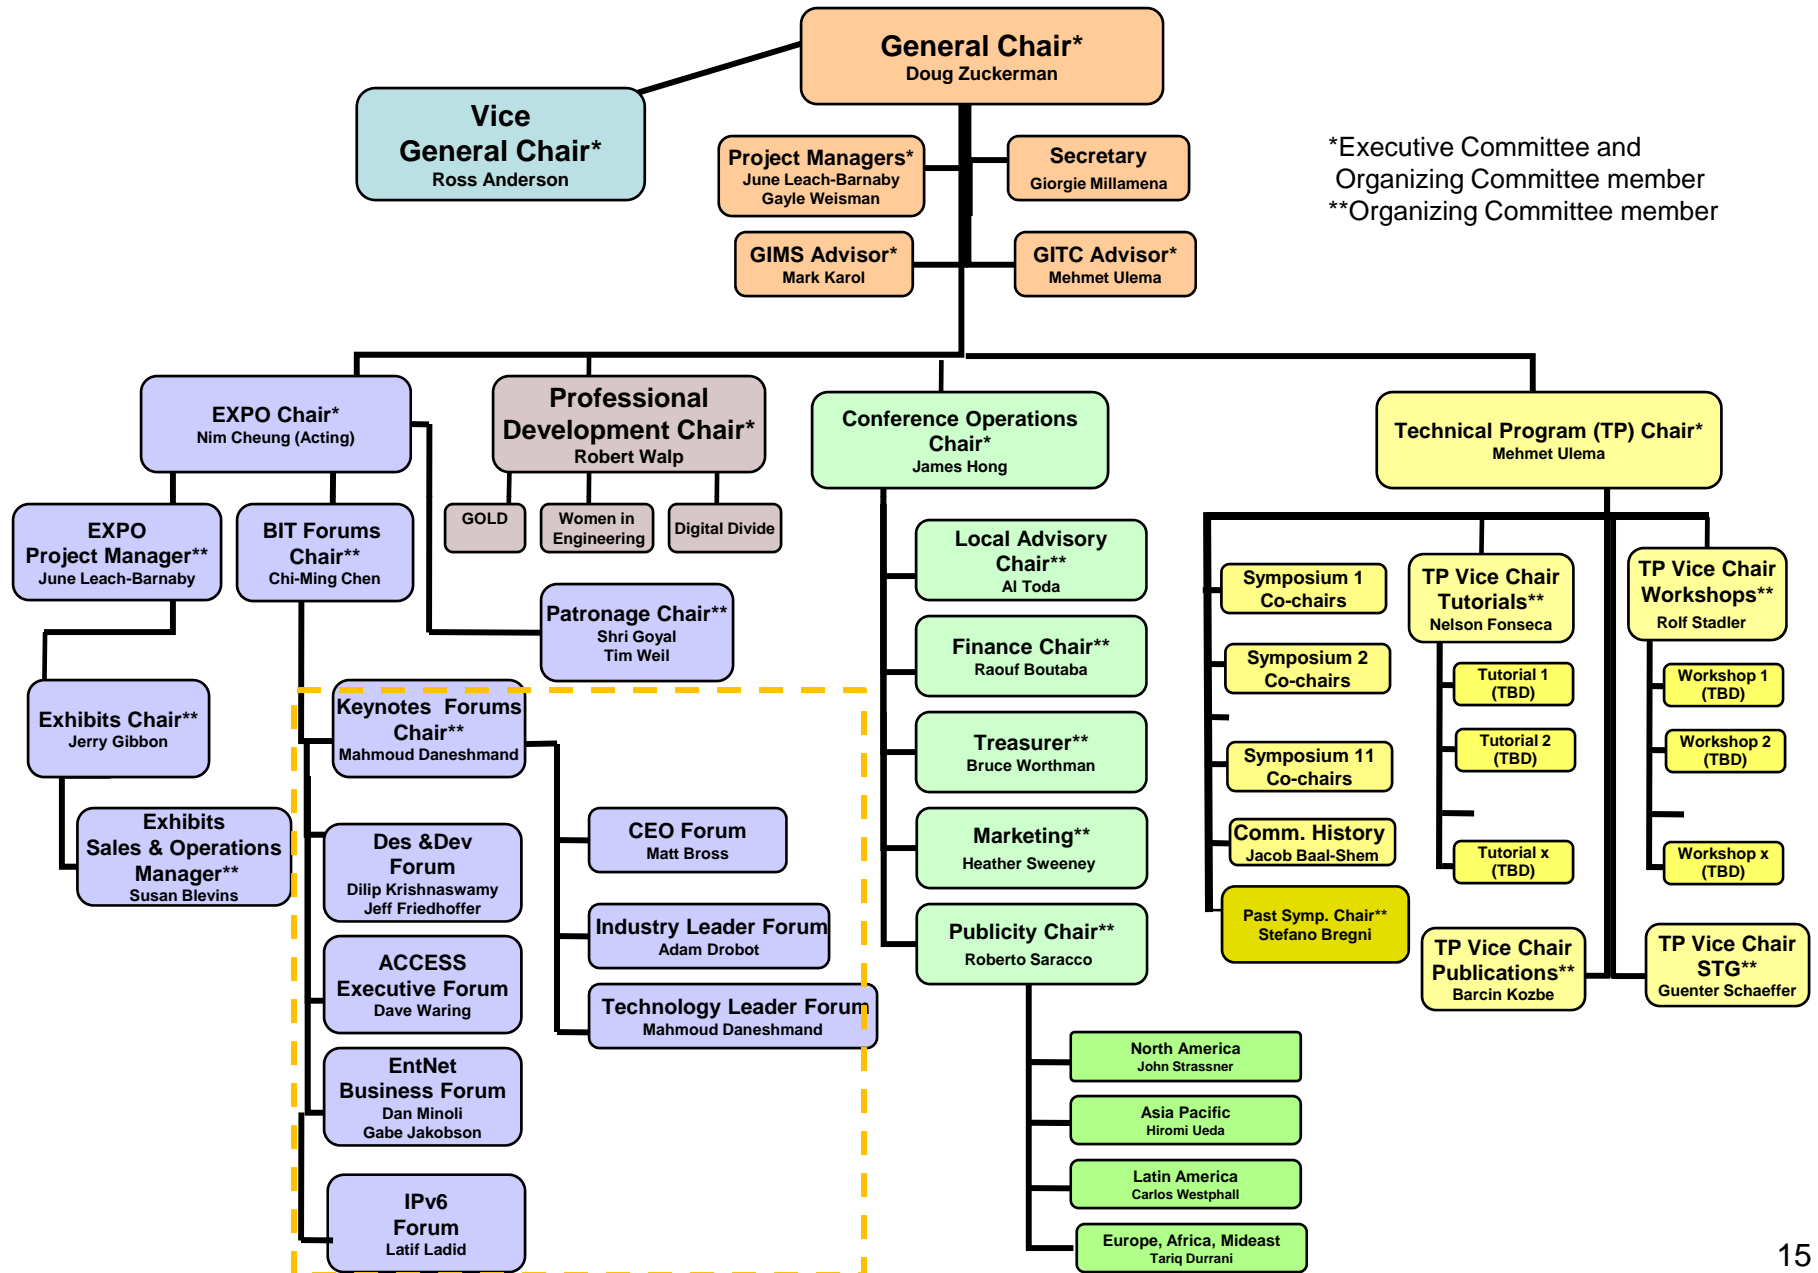 General Chair*
Doug Zuckerman
Vice
General Chair*
Ross Anderson
Project Managers*
June Leach-Barnaby
Gayle Weisman
Secretary
Giorgie Millamena
GIMS Advisor*
Mark Karol
GITC Advisor*
Mehmet Ulema
*Executive Committee and
Organizing Committee member
**Organizing Committee member
EXPO Chair*
Nim Cheung (Acting)
Professional
Development Chair*
Robert Walp
Conference Operations
Chair*
James Hong
Technical Program (TP) Chair*
Mehmet Ulema
EXPO
Project Manager**
June Leach-Barnaby
BIT Forums
Chair**
Chi-Ming Chen
GOLD
Women in
Engineering
Digital Divide
Patronage Chair**
Shri Goyal
Tim Weil
Exhibits Chair**
Jerry Gibbon
Exhibits
Sales & Operations
Manager**
Susan Blevins
Keynotes Forums
Chair**
Mahmoud Daneshmand
Des &Dev
Forum
Dilip Krishnaswamy
Jeff Friedhoffer
ACCESS
Executive Forum
Dave Waring
EntNet
Business Forum
Dan Minoli
Gabe Jakobson
IPv6
Forum
Latif Ladid
CEO Forum
Matt Bross
Industry Leader Forum
Adam Drobot
Technology Leader Forum
Mahmoud Daneshmand
Local Advisory
Chair**
Al Toda
Finance Chair**
Raouf Boutaba
Treasurer**
Bruce Worthman
Marketing**
Heather Sweeney
Publicity Chair**
Roberto Saracco
North America
John Strassner
Asia Pacific
Hiromi Ueda
Latin America
Carlos Westphall
Europe, Africa, Mideast
Tariq Durrani
Symposium 1
Co-chairs
Symposium 2
Co-chairs
Symposium 11
Co-chairs
Comm. History
Jacob Baal-Shem
Past Symp. Chair**
Stefano Bregni
TP Vice Chair
Tutorials**
Nelson Fonseca
Tutorial 1
(TBD)
Tutorial 2
(TBD)
Tutorial x
(TBD)
TP Vice Chair
Publications**
Barcin Kozbe
TP Vice Chair
Workshops**
Rolf Stadler
Workshop 1
(TBD)
Workshop 2
(TBD)
Workshop x
(TBD)
TP Vice Chair
STG**
Guenter Schaeffer
15